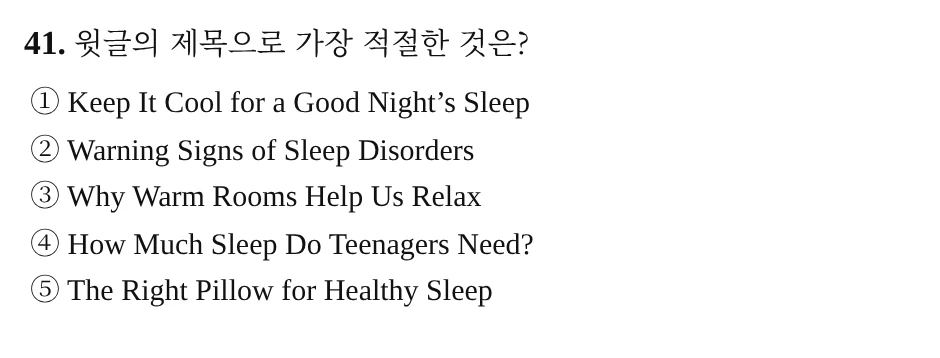 41. 윗글의 제목으로 가장 적절한 것은?
① Keep It Cool for a Good Night’s Sleep
② Warning Signs of Sleep Disorders
③ Why Warm Rooms Help Us Relax
④ How Much Sleep Do Teenagers Need?
⑤ The Right Pillow for Healthy Sleep